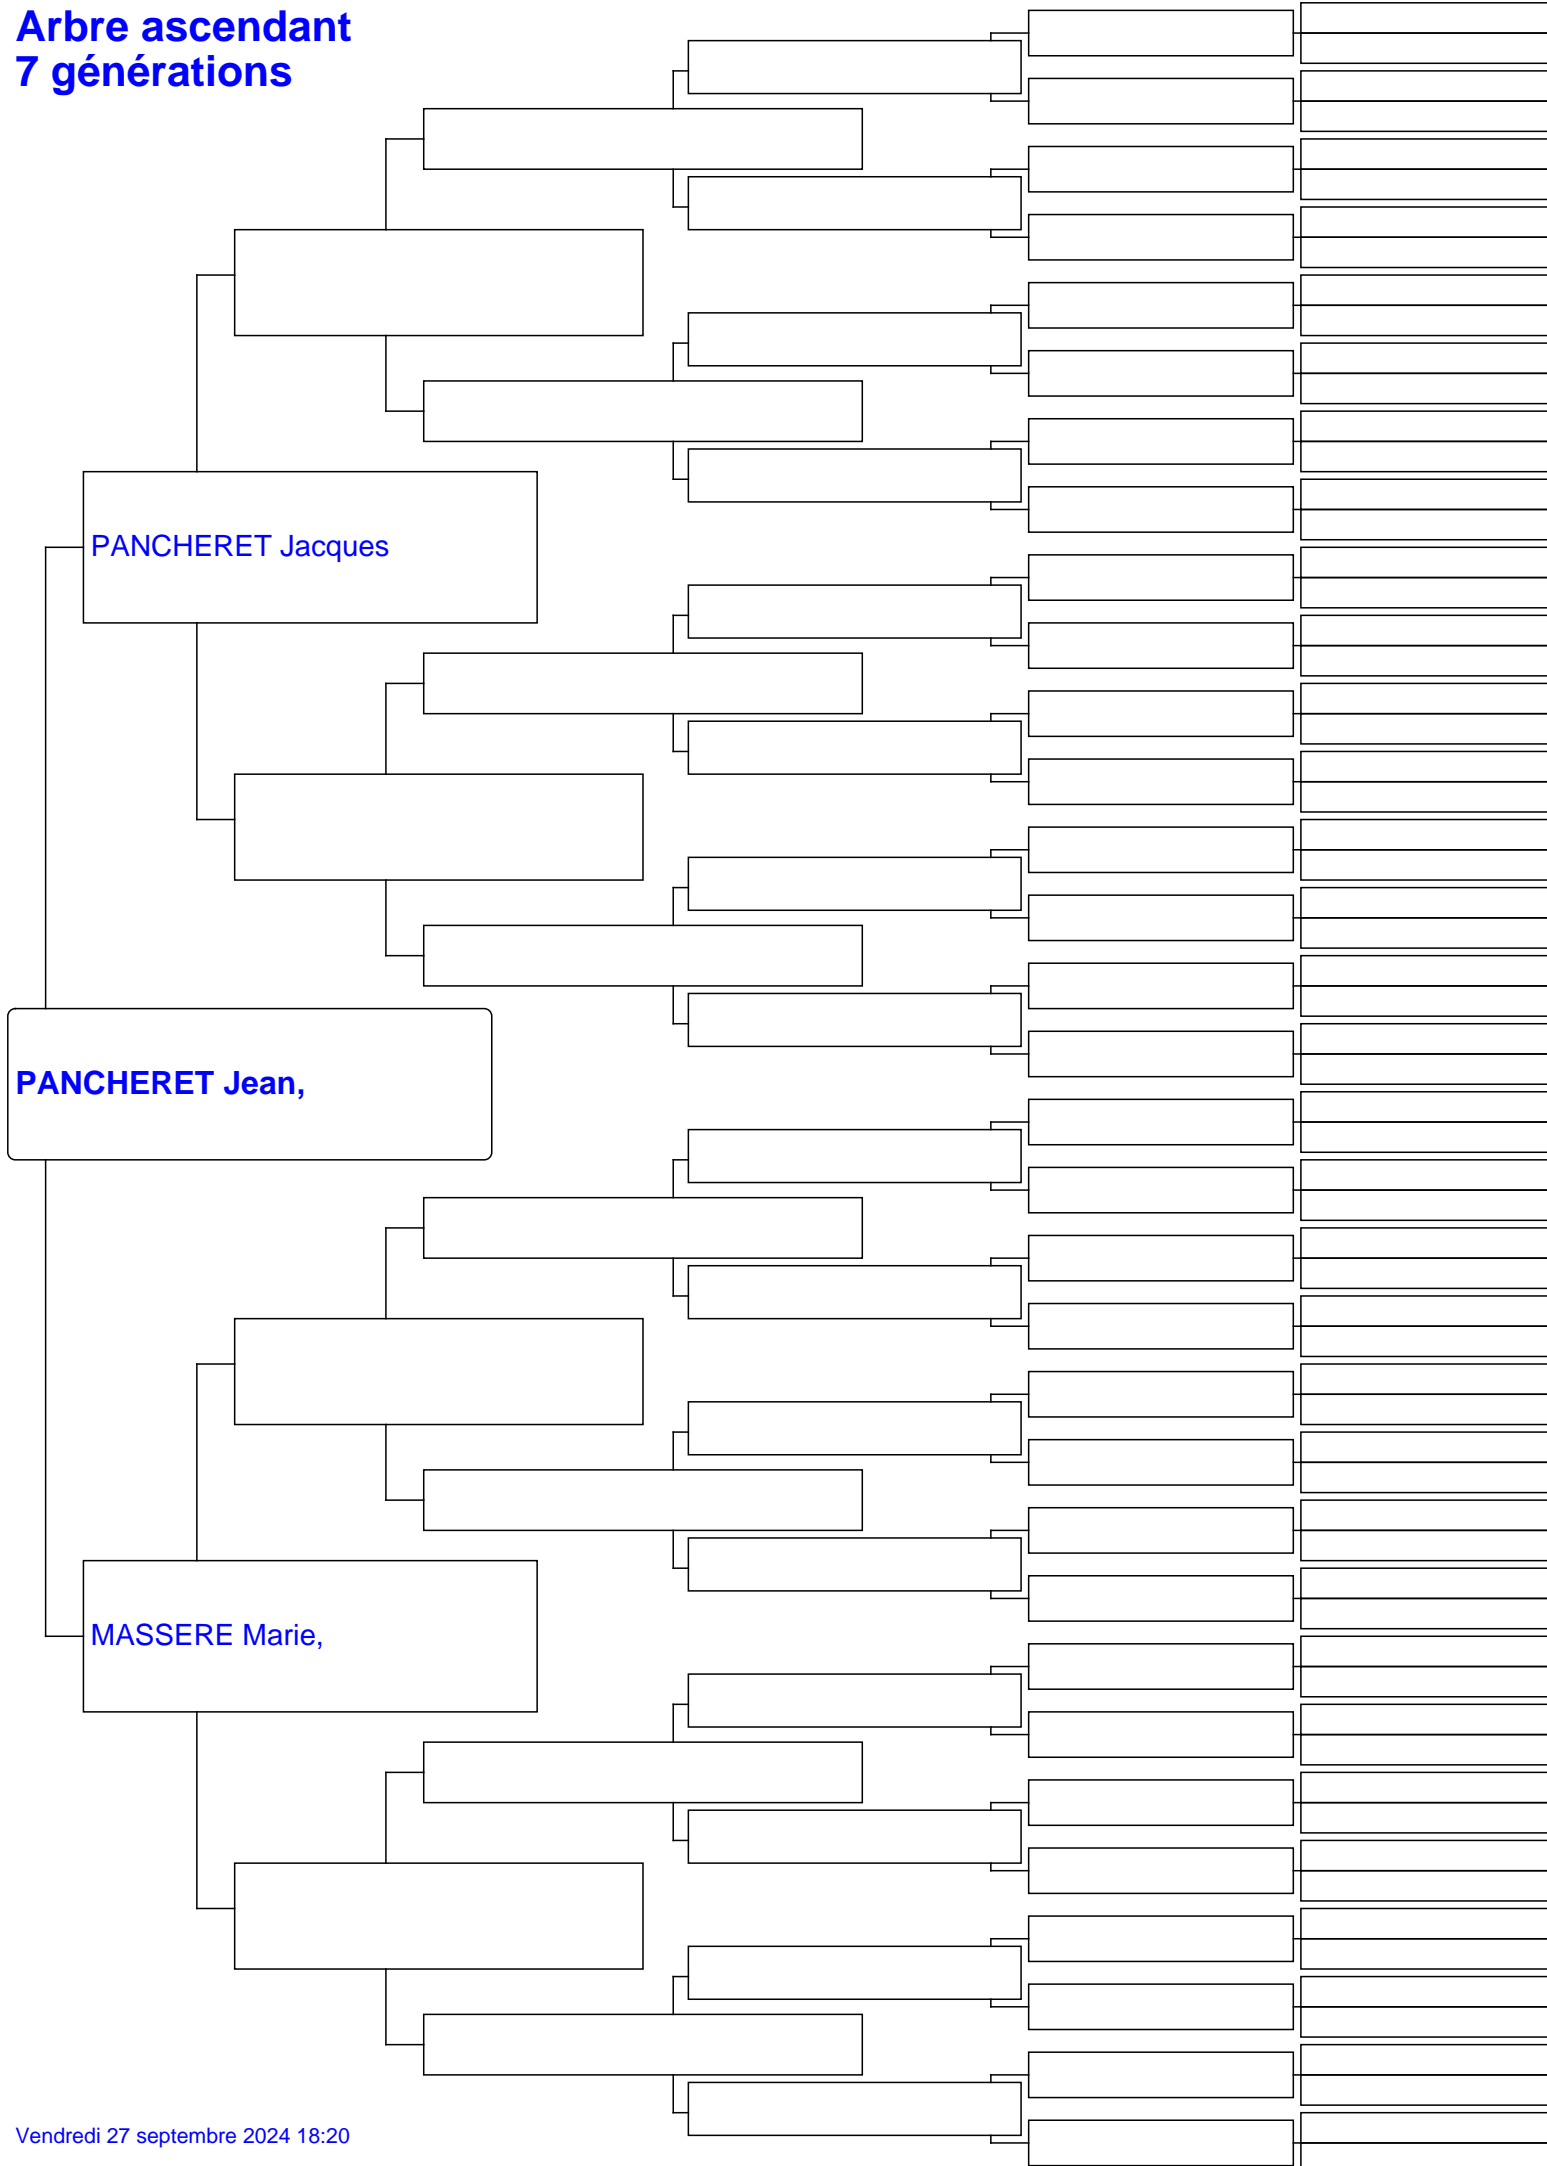 Arbre ascendant
7 générations
PANCHERET Jacques
PANCHERET Jean,
MASSERE Marie,
Vendredi 27 septembre 2024 18:20